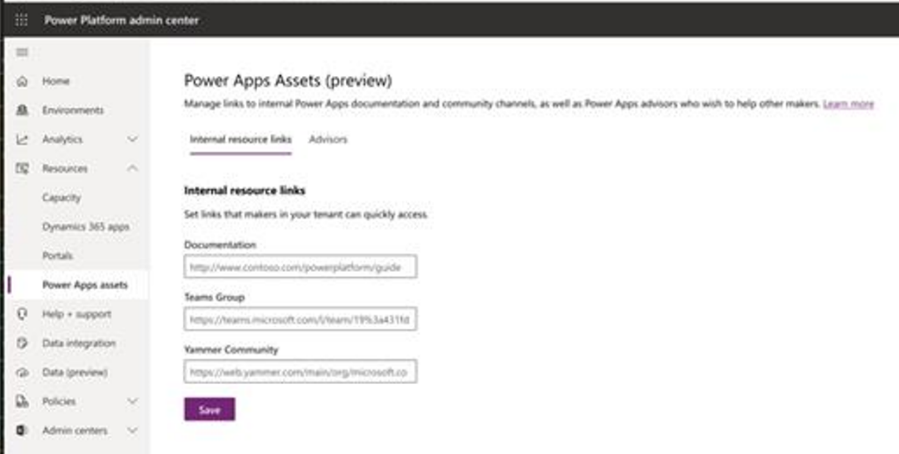 Power Platform admin center
Home
Environments
Analytics
Resources
Capacity
Dynamics 365 apps
Portals
Power Apps assets
Help + support
Data integration
Data (preview)
Policies
Admin centers
Power Apps Assets (preview)
Manage links to internal Power Apps documentation and community channels, as well as Power Apps advisors who wish to help other makers. Learn more
Internal resource links Advisors
Internal resource links
Set links that makers in your tenant can quickly access.
Documentation
http://www.contoso.com/powerplatform/guide
Teams Group
https://teams.microsoft.com/l/team/19%3a431fd
Yammer Community
https://web.yammer.com/main/org/microsoft.co
Save